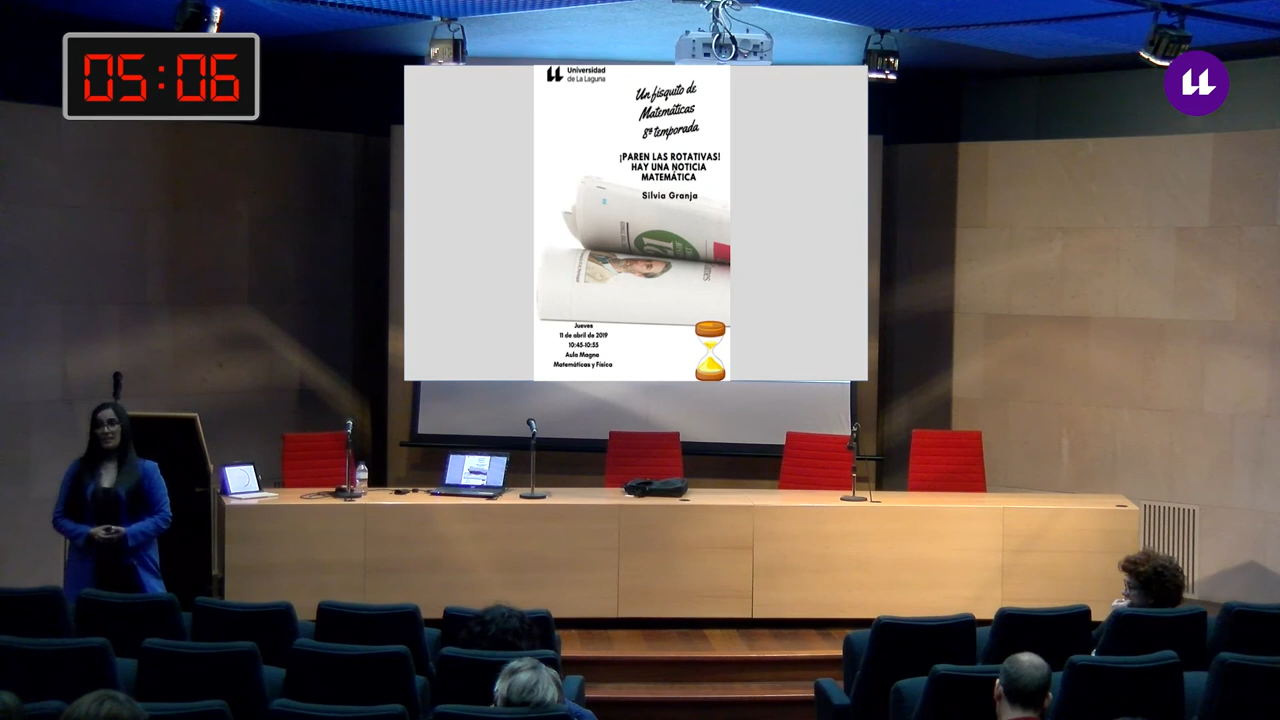 05:06
Universidad
de La Laguna
Un fisquito de
Matemáticas
8ª temporada
¡PAREN LAS ROTATIVAS!
HAY UNA NOTICIA
MATEMÁTICA
Silvia Granja
Jueves
11 de abril de 2019
10:45-10:55
Aula Magna
Matemáticas y Física